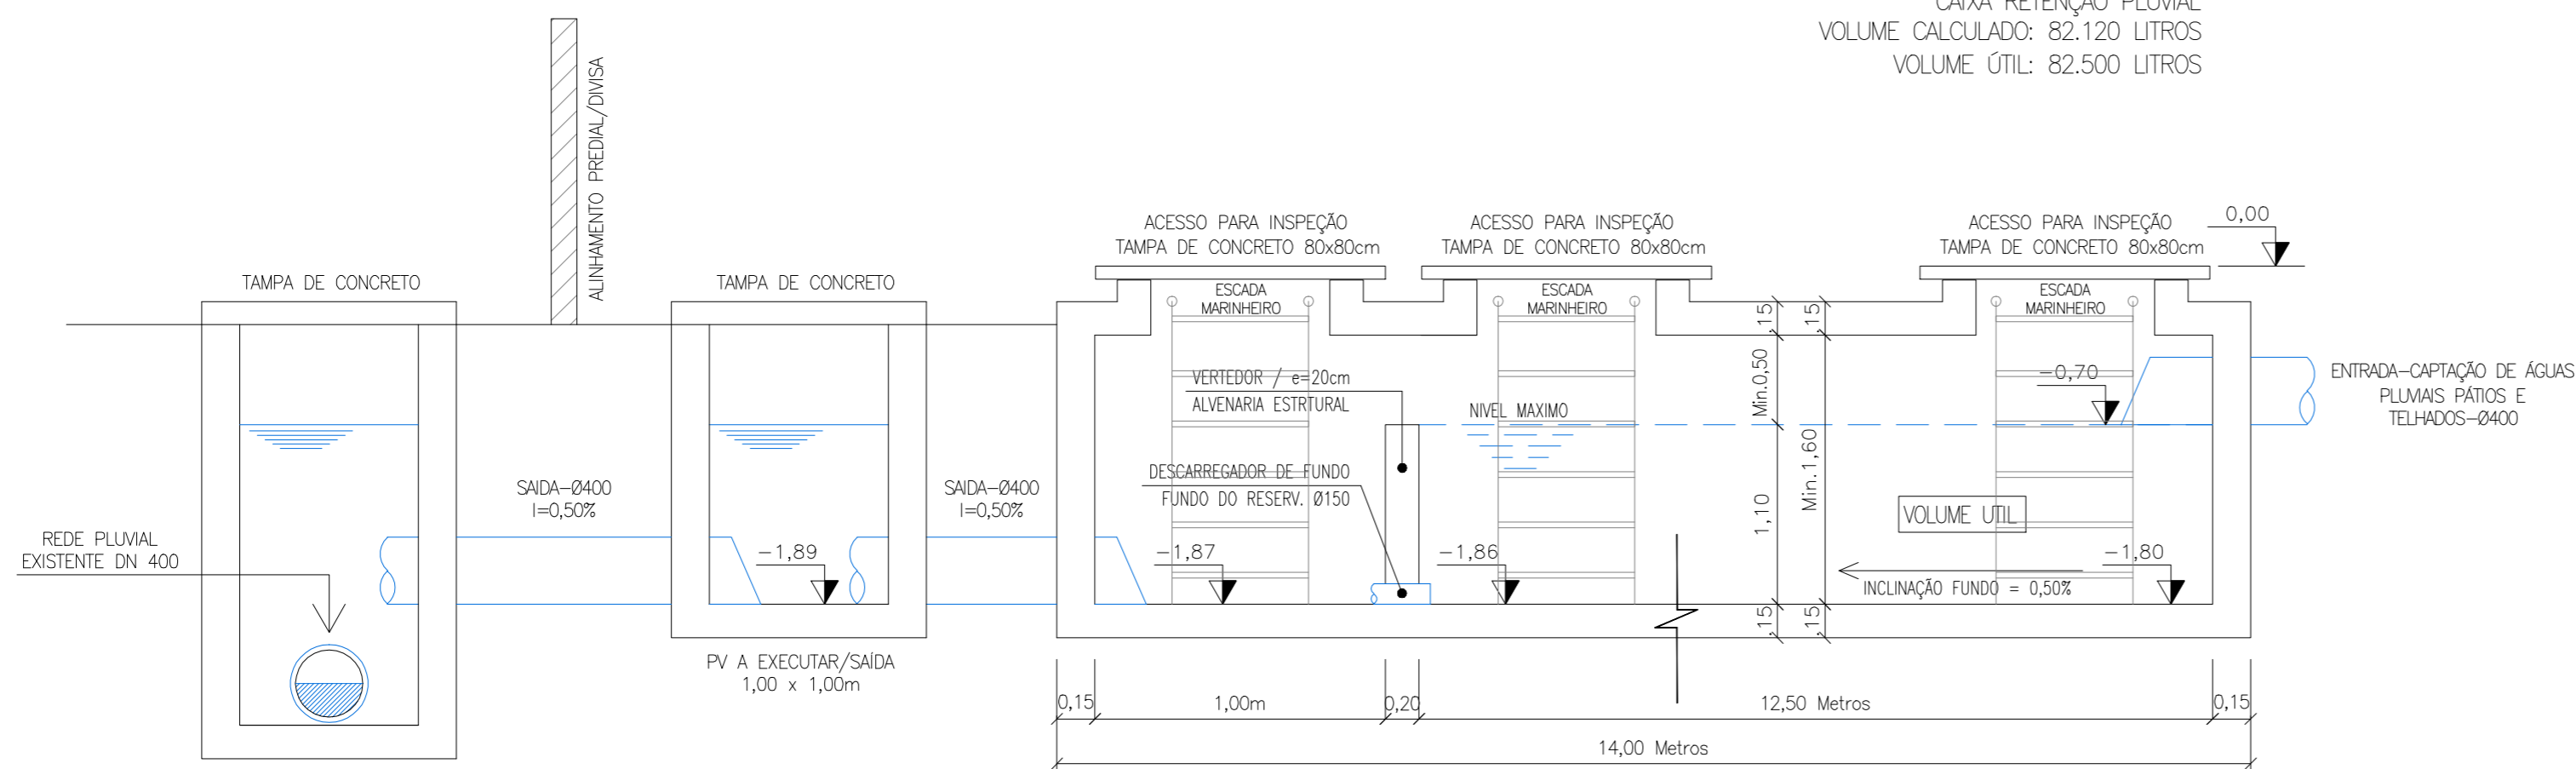 CAIXA RETENÇÃO PLUVIAL
VOLUME CALCULADO: 82.120 LITROS
VOLUME ÚTIL: 82.500 LITROS
ALINHAMENTO PREDIAL/DIVISA
ACESSO PARA INSPEÇÃO
TAMPA DE CONCRETO 80x80cm
ACESSO PARA INSPEÇÃO
TAMPA DE CONCRETO 80x80cm
ACESSO PARA INSPEÇÃO
TAMPA DE CONCRETO 80x80cm
0,00
TAMPA DE CONCRETO
TAMPA DE CONCRETO
ESCADA
MARINHEIRO
ESCADA
MARINHEIRO
ESCADA
MARINHEIRO
.15
.15
Min.0,50
Min.1,60
1,10
.15
.15
VERTEDOR / e=20cm
ALVENARIA ESTRTURAL
NIVEL MAXIMO
-0,70
ENTRADA-CAPTAÇÃO DE ÁGUAS
PLUVIAIS PÁTIOS E
TELHADOS-Ø400
DESCARREGADOR DE FUNDO
FUNDO DO RESERV. Ø150
SAIDA-Ø400
I=0,50%
SAIDA-Ø400
I=0,50%
VOLUME UTIL
REDE PLUVIAL
EXISTENTE DN 400
-1,89
-1,87
-1,86
-1,80
INCLINAÇÃO FUNDO = 0,50%
PV A EXECUTAR/SAÍDA
1,00 x 1,00m
0,15
1,00m
0,20
12,50 Metros
0,15
14,00 Metros